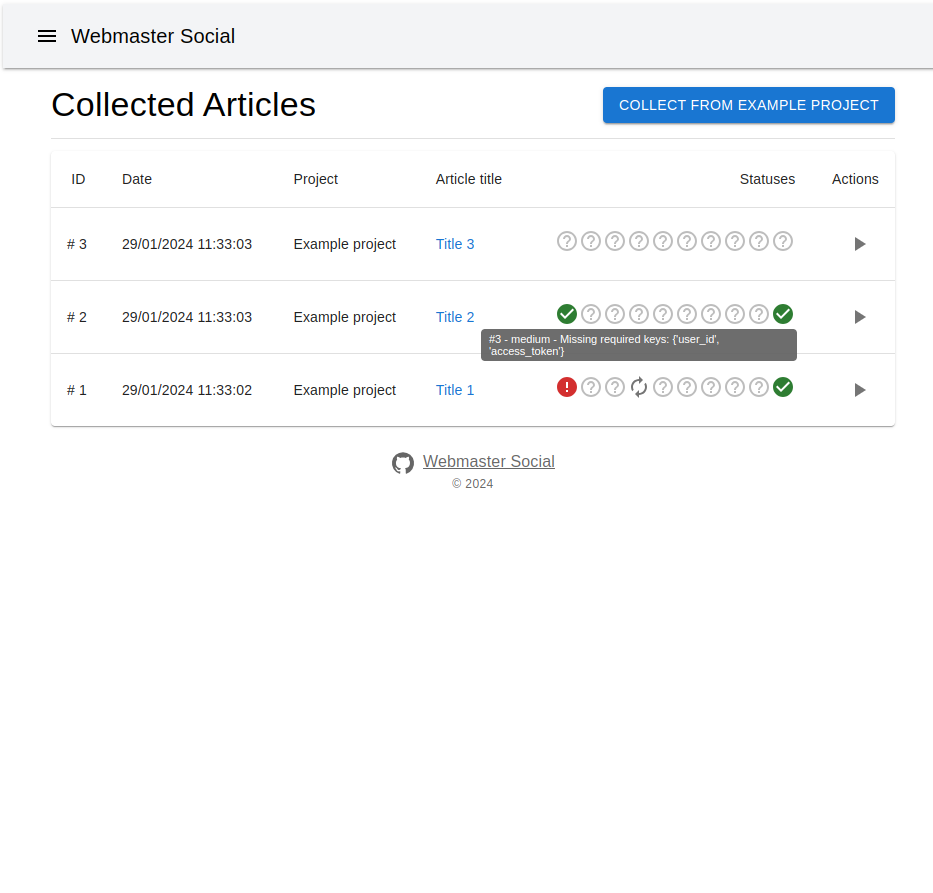 Webmaster Social
Collected Articles
COLLECT FROM EXAMPLE PROJECT
ID Date Project Article title Statuses Actions
# 3 29/01/2024 11:33:03 Example project Title 3
# 2 29/01/2024 11:33:03 Example project Title 2
#3 - medium - Missing required keys: {'user_id',
'access_token'}
# 1 29/01/2024 11:33:02 Example project Title 1
Webmaster Social
© 2024